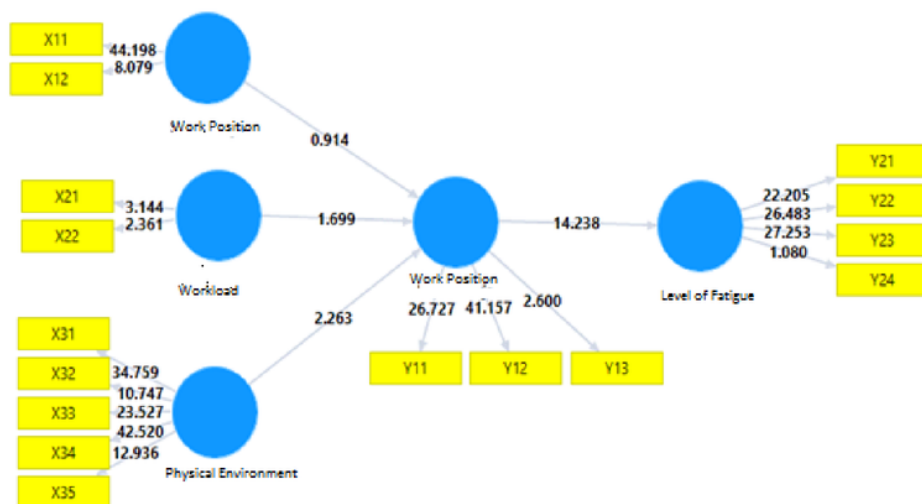 X11
44.198
X12
8.079
Work Position
0.914
X21
3.144
X22
2.361
Workload
1.699
Work Position
14.238
Level of Fatigue
Y21
22.205
Y22
26.483
Y23
27.253
Y24
1.080
2.263
26.727
41.157
2.600
Y11
Y12
Y13
X31
34.759
X32
10.747
X33
23.527
X34
42.520
X35
12.936
Physical Environment